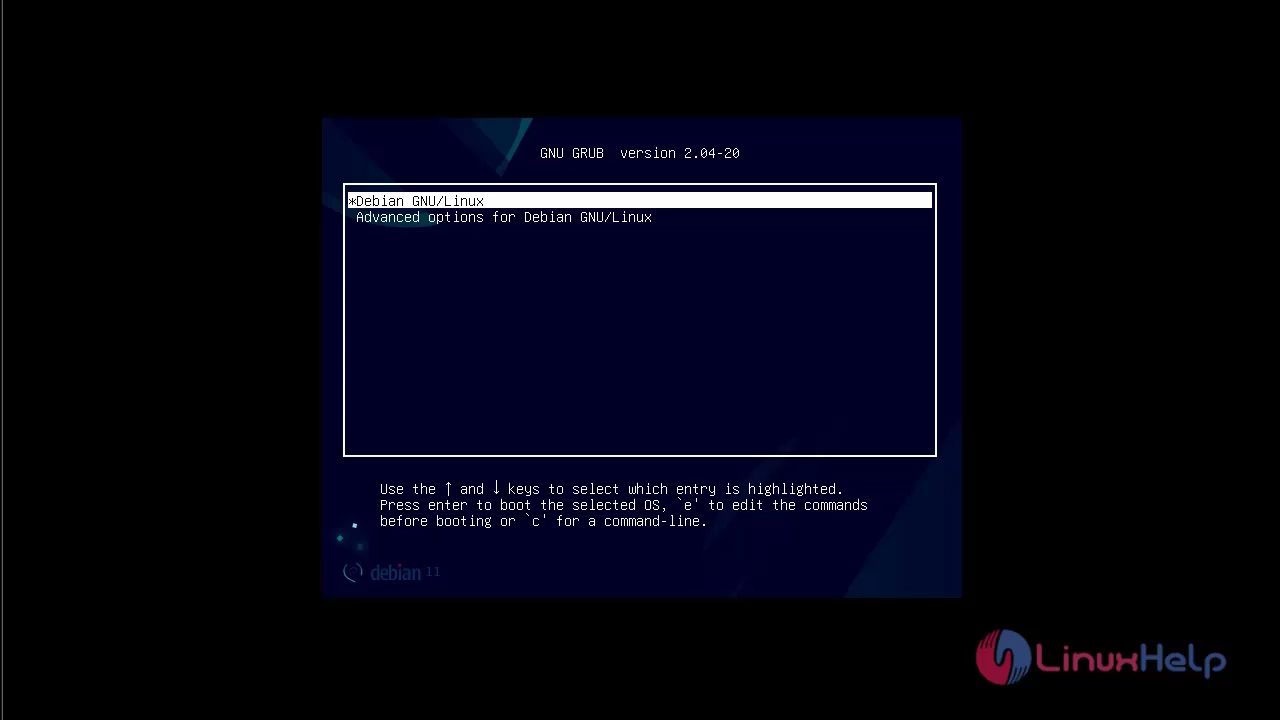 GNU GRUB  version 2.04-20
*Debian GNU/Linux
Advanced options for Debian GNU/Linux
Use the ↑ and ↓ keys to select which entry is highlighted.
Press enter to boot the selected OS, `e' to edit the commands
before booting or `c' for a command-line.
debian 11
LinuxHelp